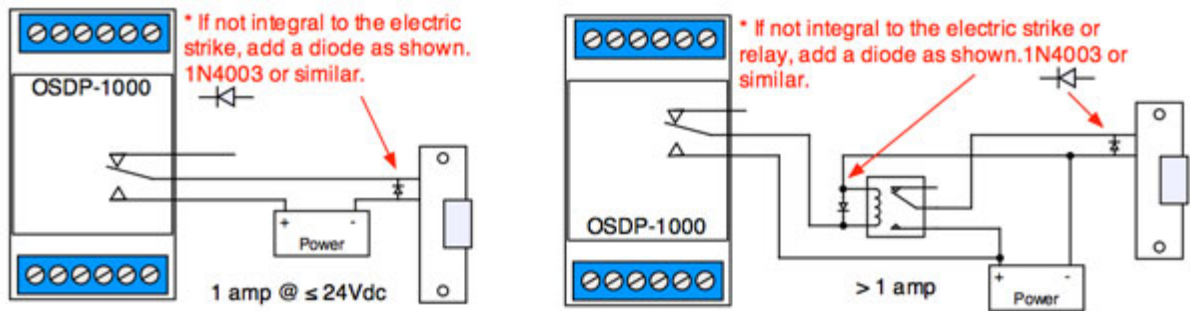 * If not integral to the electric
strike, add a diode as shown.
1N4003 or similar.
OSDP-1000
+ -
Power
1 amp @ ≤ 24Vdc
* If not integral to the electric strike or
relay, add a diode as shown.1N4003 or
similar.
OSDP-1000
> 1 amp
+ -
Power